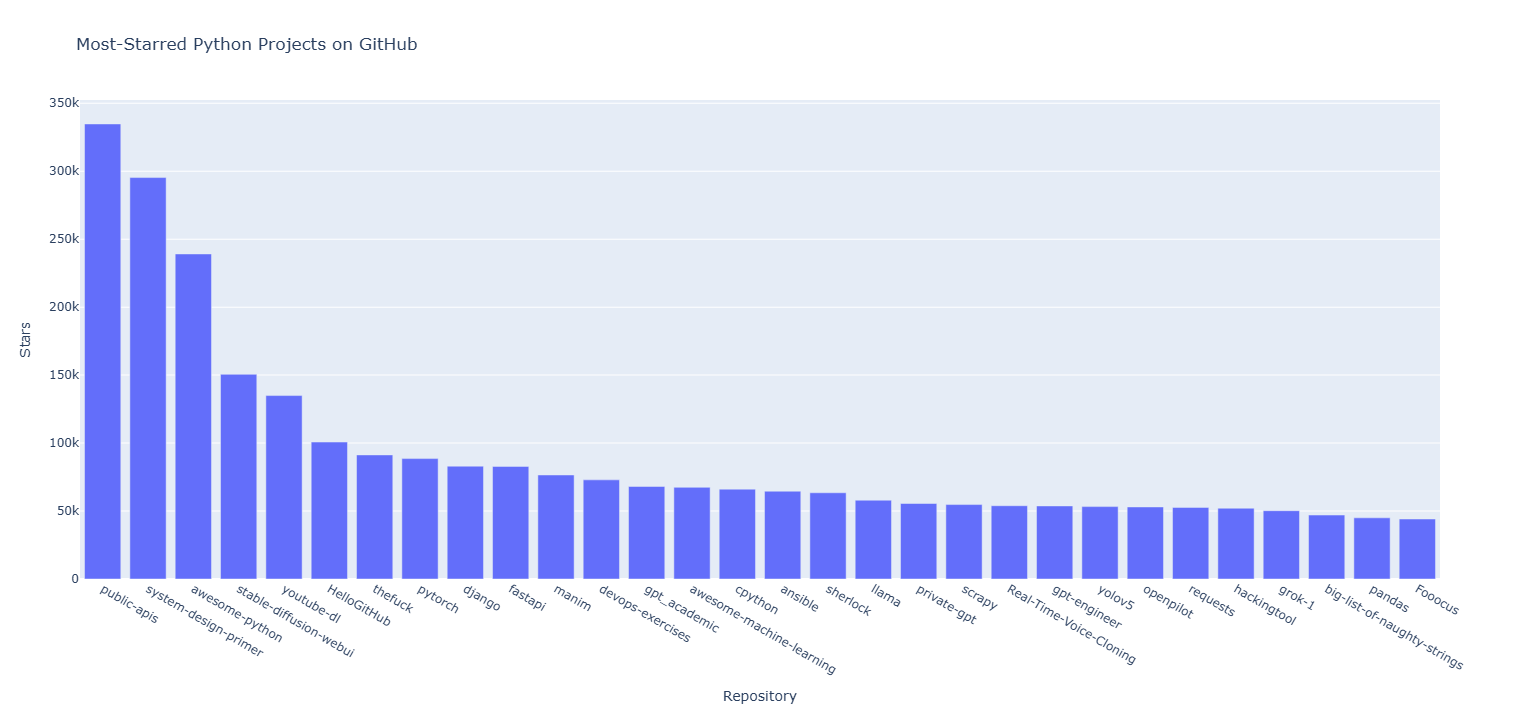 Most-Starred Python Projects on GitHub
Stars
350k
300k
250k
200k
150k
100k
50k
0
public-apis
system-design-primer
awesome-python
stable-diffusion-webui
youtube-dl
HelloGitHub
thefuck
pytorch
django
fastapi
manim
devops-exercises
gpt_academic
awesome-machine-learning
cpython
ansible
sherlock
llama
private-gpt
scrapy
Real-Time-Voice-Cloning
gpt-engineer
yolov5
openpilot
requests
hackingtool
grok-1
big-list-of-naughty-strings
pandas
Fooocus
Repository